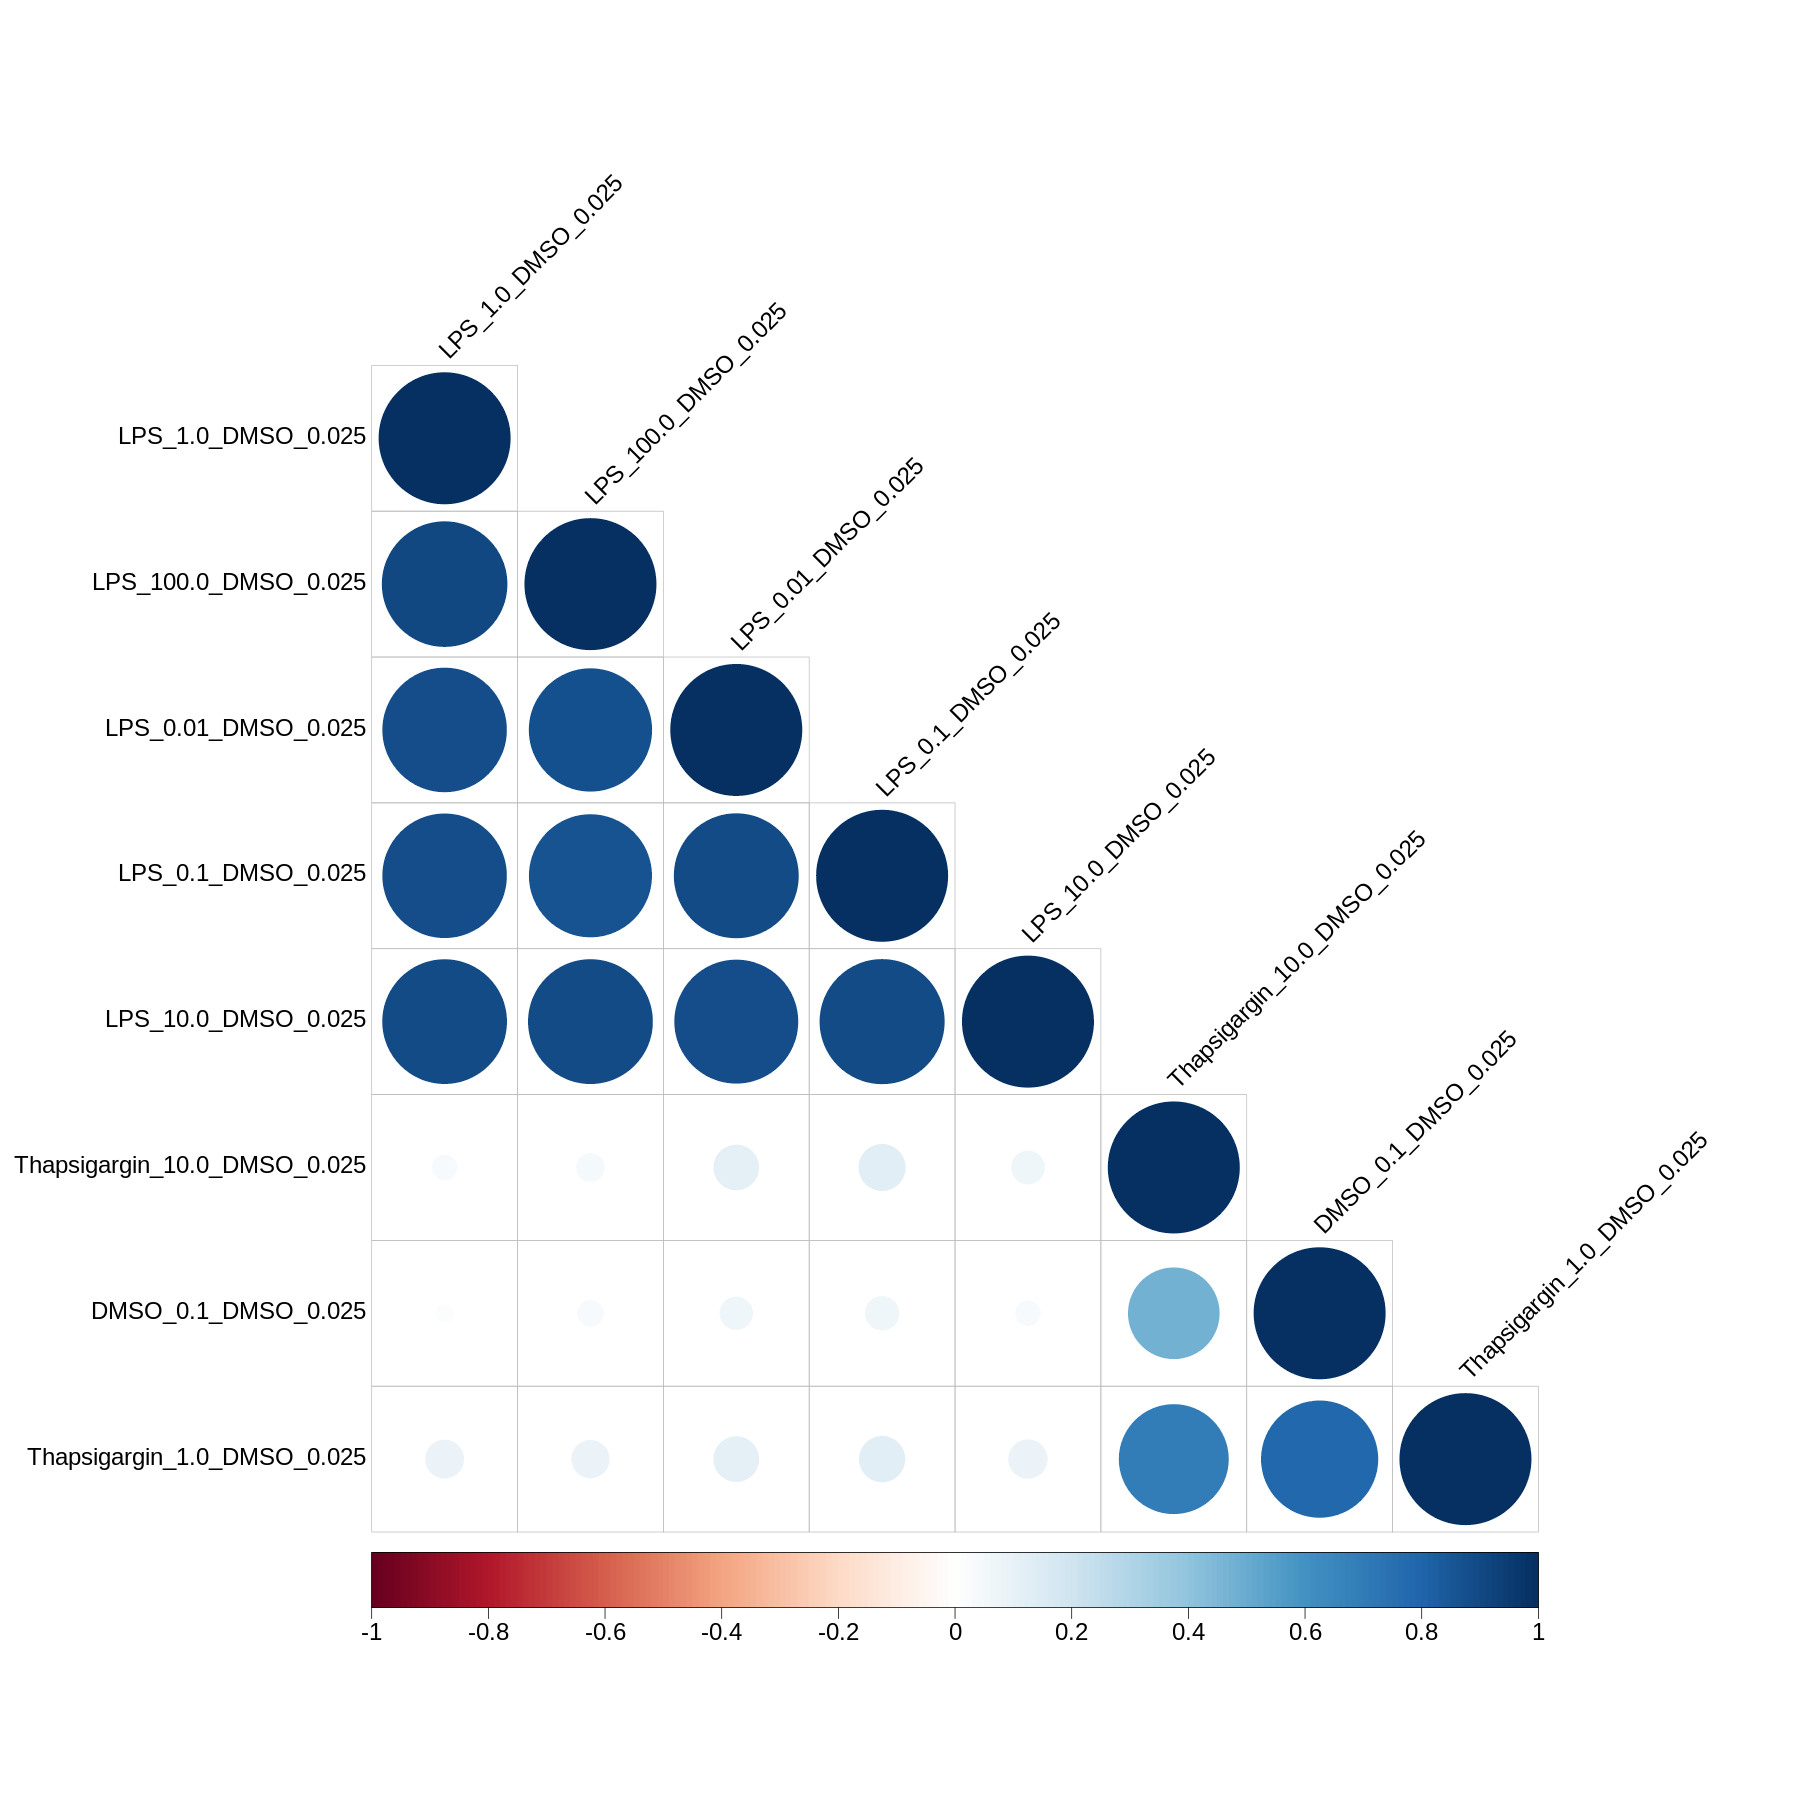 LPS_1.0_DMSO_0.025
LPS_100.0_DMSO_0.025
LPS_0.01_DMSO_0.025
LPS_0.1_DMSO_0.025
LPS_10.0_DMSO_0.025
Thapsigargin_10.0_DMSO_0.025
DMSO_0.1_DMSO_0.025
Thapsigargin_1.0_DMSO_0.025
LPS_1.0_DMSO_0.025
LPS_100.0_DMSO_0.025
LPS_0.01_DMSO_0.025
LPS_0.1_DMSO_0.025
LPS_10.0_DMSO_0.025
Thapsigargin_10.0_DMSO_0.025
DMSO_0.1_DMSO_0.025
Thapsigargin_1.0_DMSO_0.025
-1 -0.8 -0.6 -0.4 -0.2 0 0.2 0.4 0.6 0.8 1